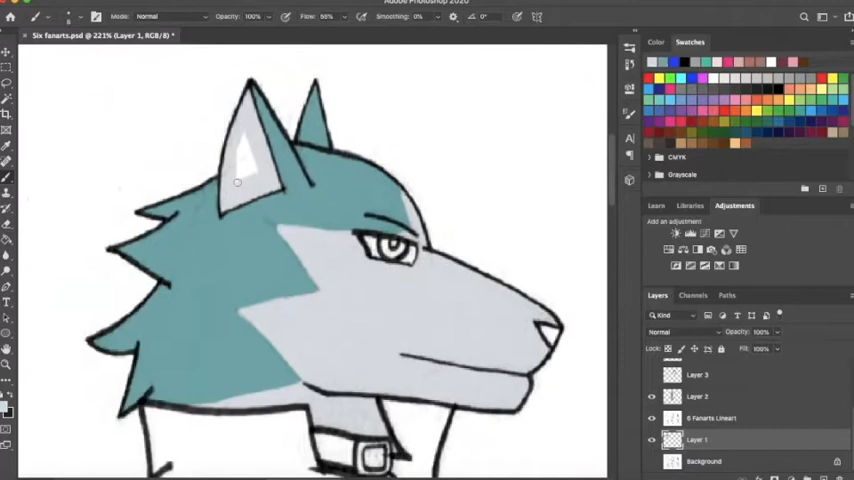 Adobe Photoshop 2020
Mode: Normal Opacity: 100% Flow: 55% Smoothing: 0% 0°
Six fanarts.psd @ 221% (Layer 1, RGB/8) *
Color Swatches
CMYK
Grayscale
Learn Libraries Adjustments
Add an adjustment
Layers Channels Paths
Kind
Normal Opacity: 100%
Lock: Fill: 100%
Layer 3
Layer 2
6 Fanarts Lineart
Layer 1
Background